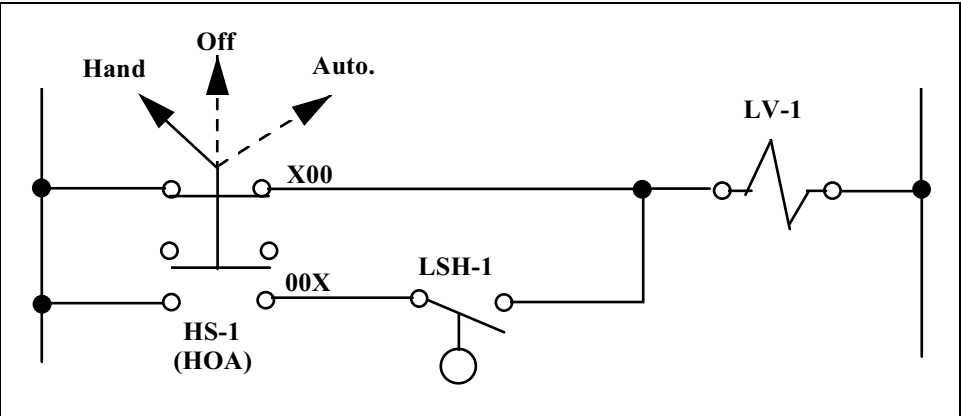 Off
Hand
Auto.
LV-1
X00
00X
LSH-1
HS-1
(HOA)